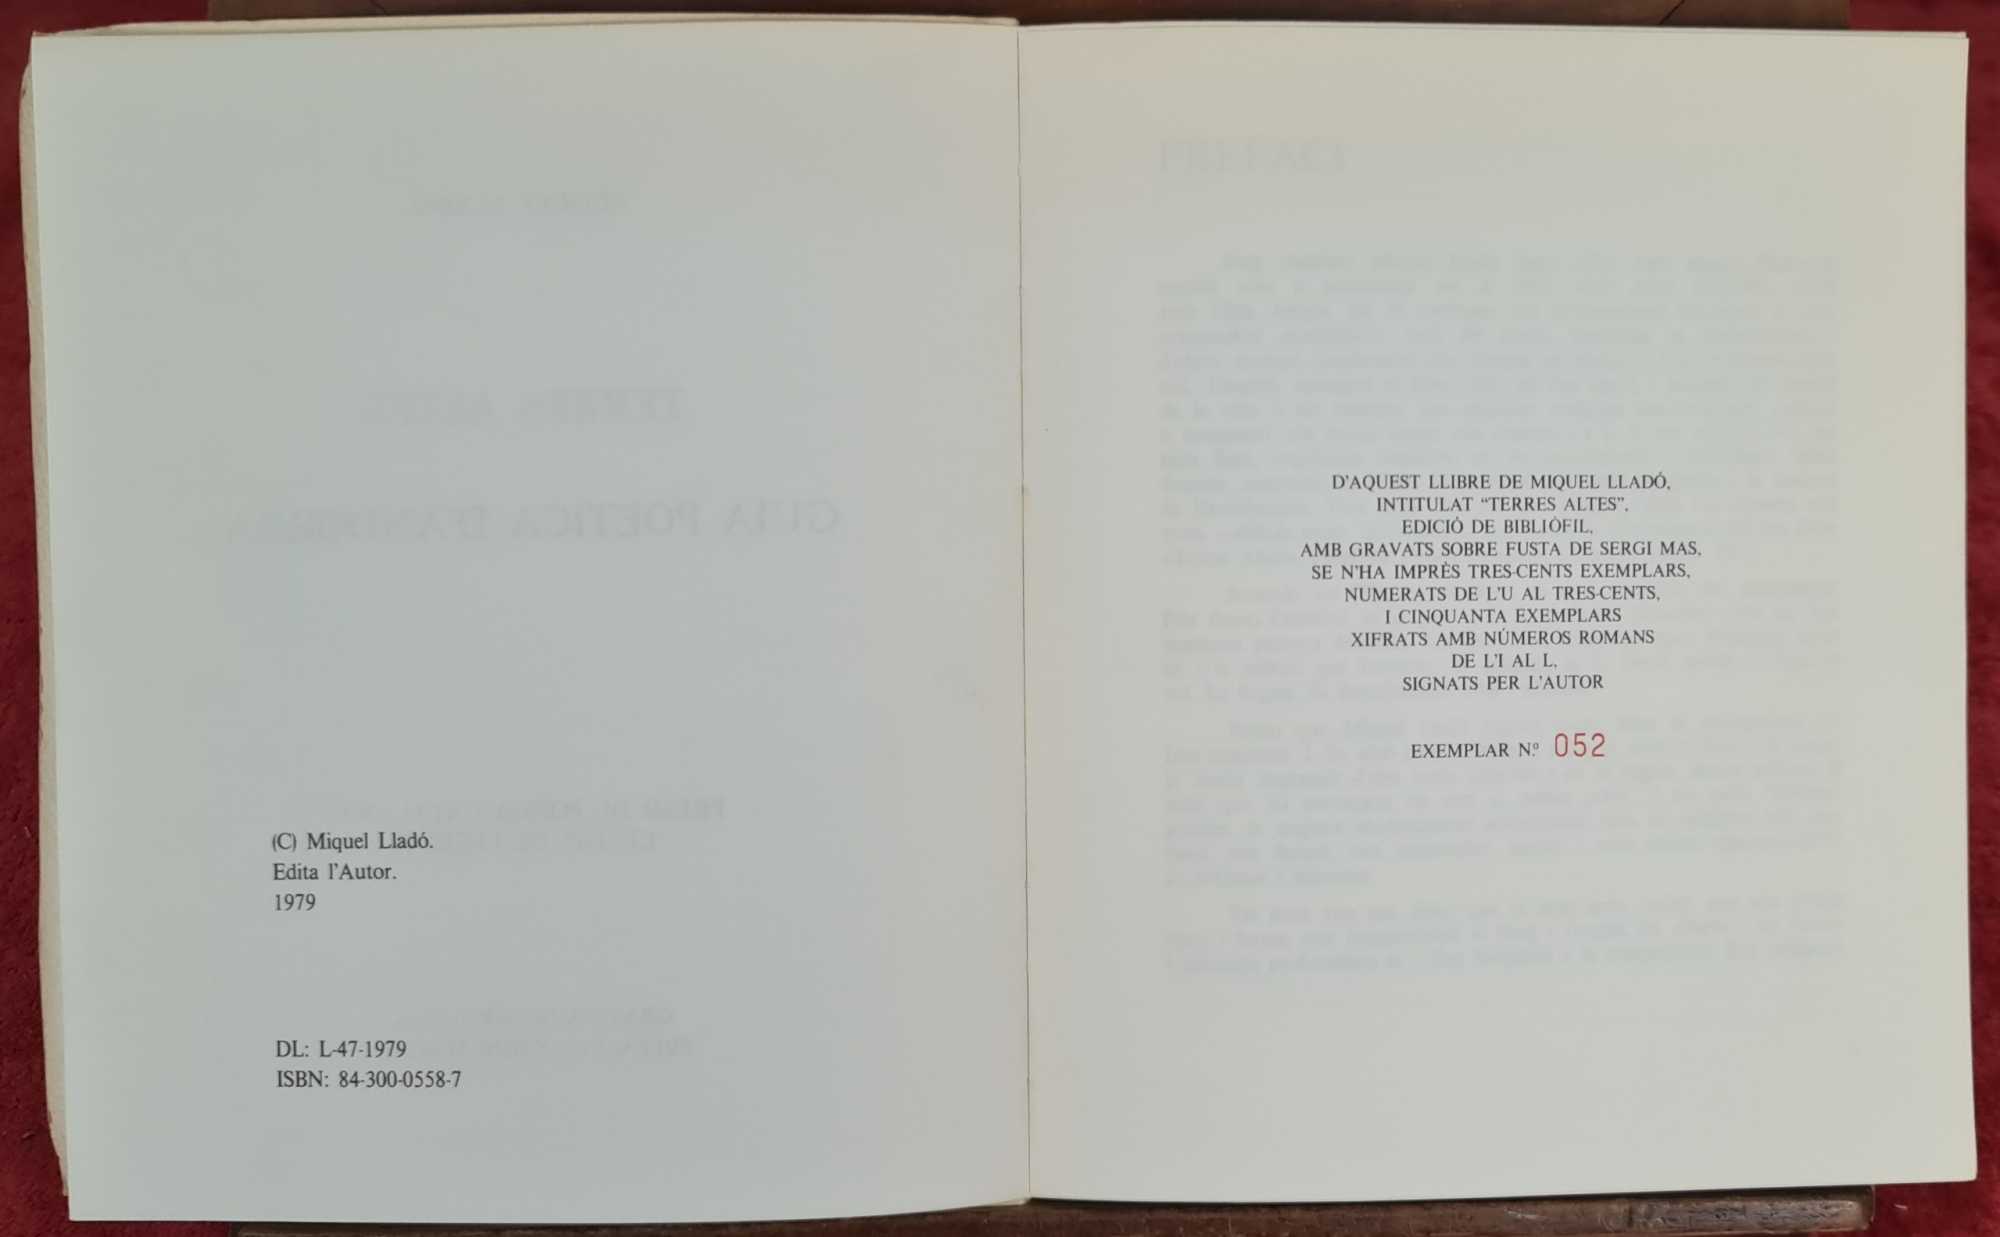 (C) Miquel Lladó.
Edita l'Autor.
1979
DL: L-47-1979
ISBN: 84-300-0558-7
D'AQUEST LLIBRE DE MIQUEL LLADÓ,
INTITULAT “TERRES ALTES”,
EDICIÓ DE BIBLIÒFIL,
AMB GRAVATS SOBRE FUSTA DE SERGI MAS,
SE N'HA IMPRÈS TRES-CENTS EXEMPLARS,
NUMERATS DE L'U AL TRES-CENTS,
I CINQUANTA EXEMPLARS
XIFRATS AMB NÚMEROS ROMANS
DE L'I AL L,
SIGNATS PER L'AUTOR
EXEMPLAR N.º 052